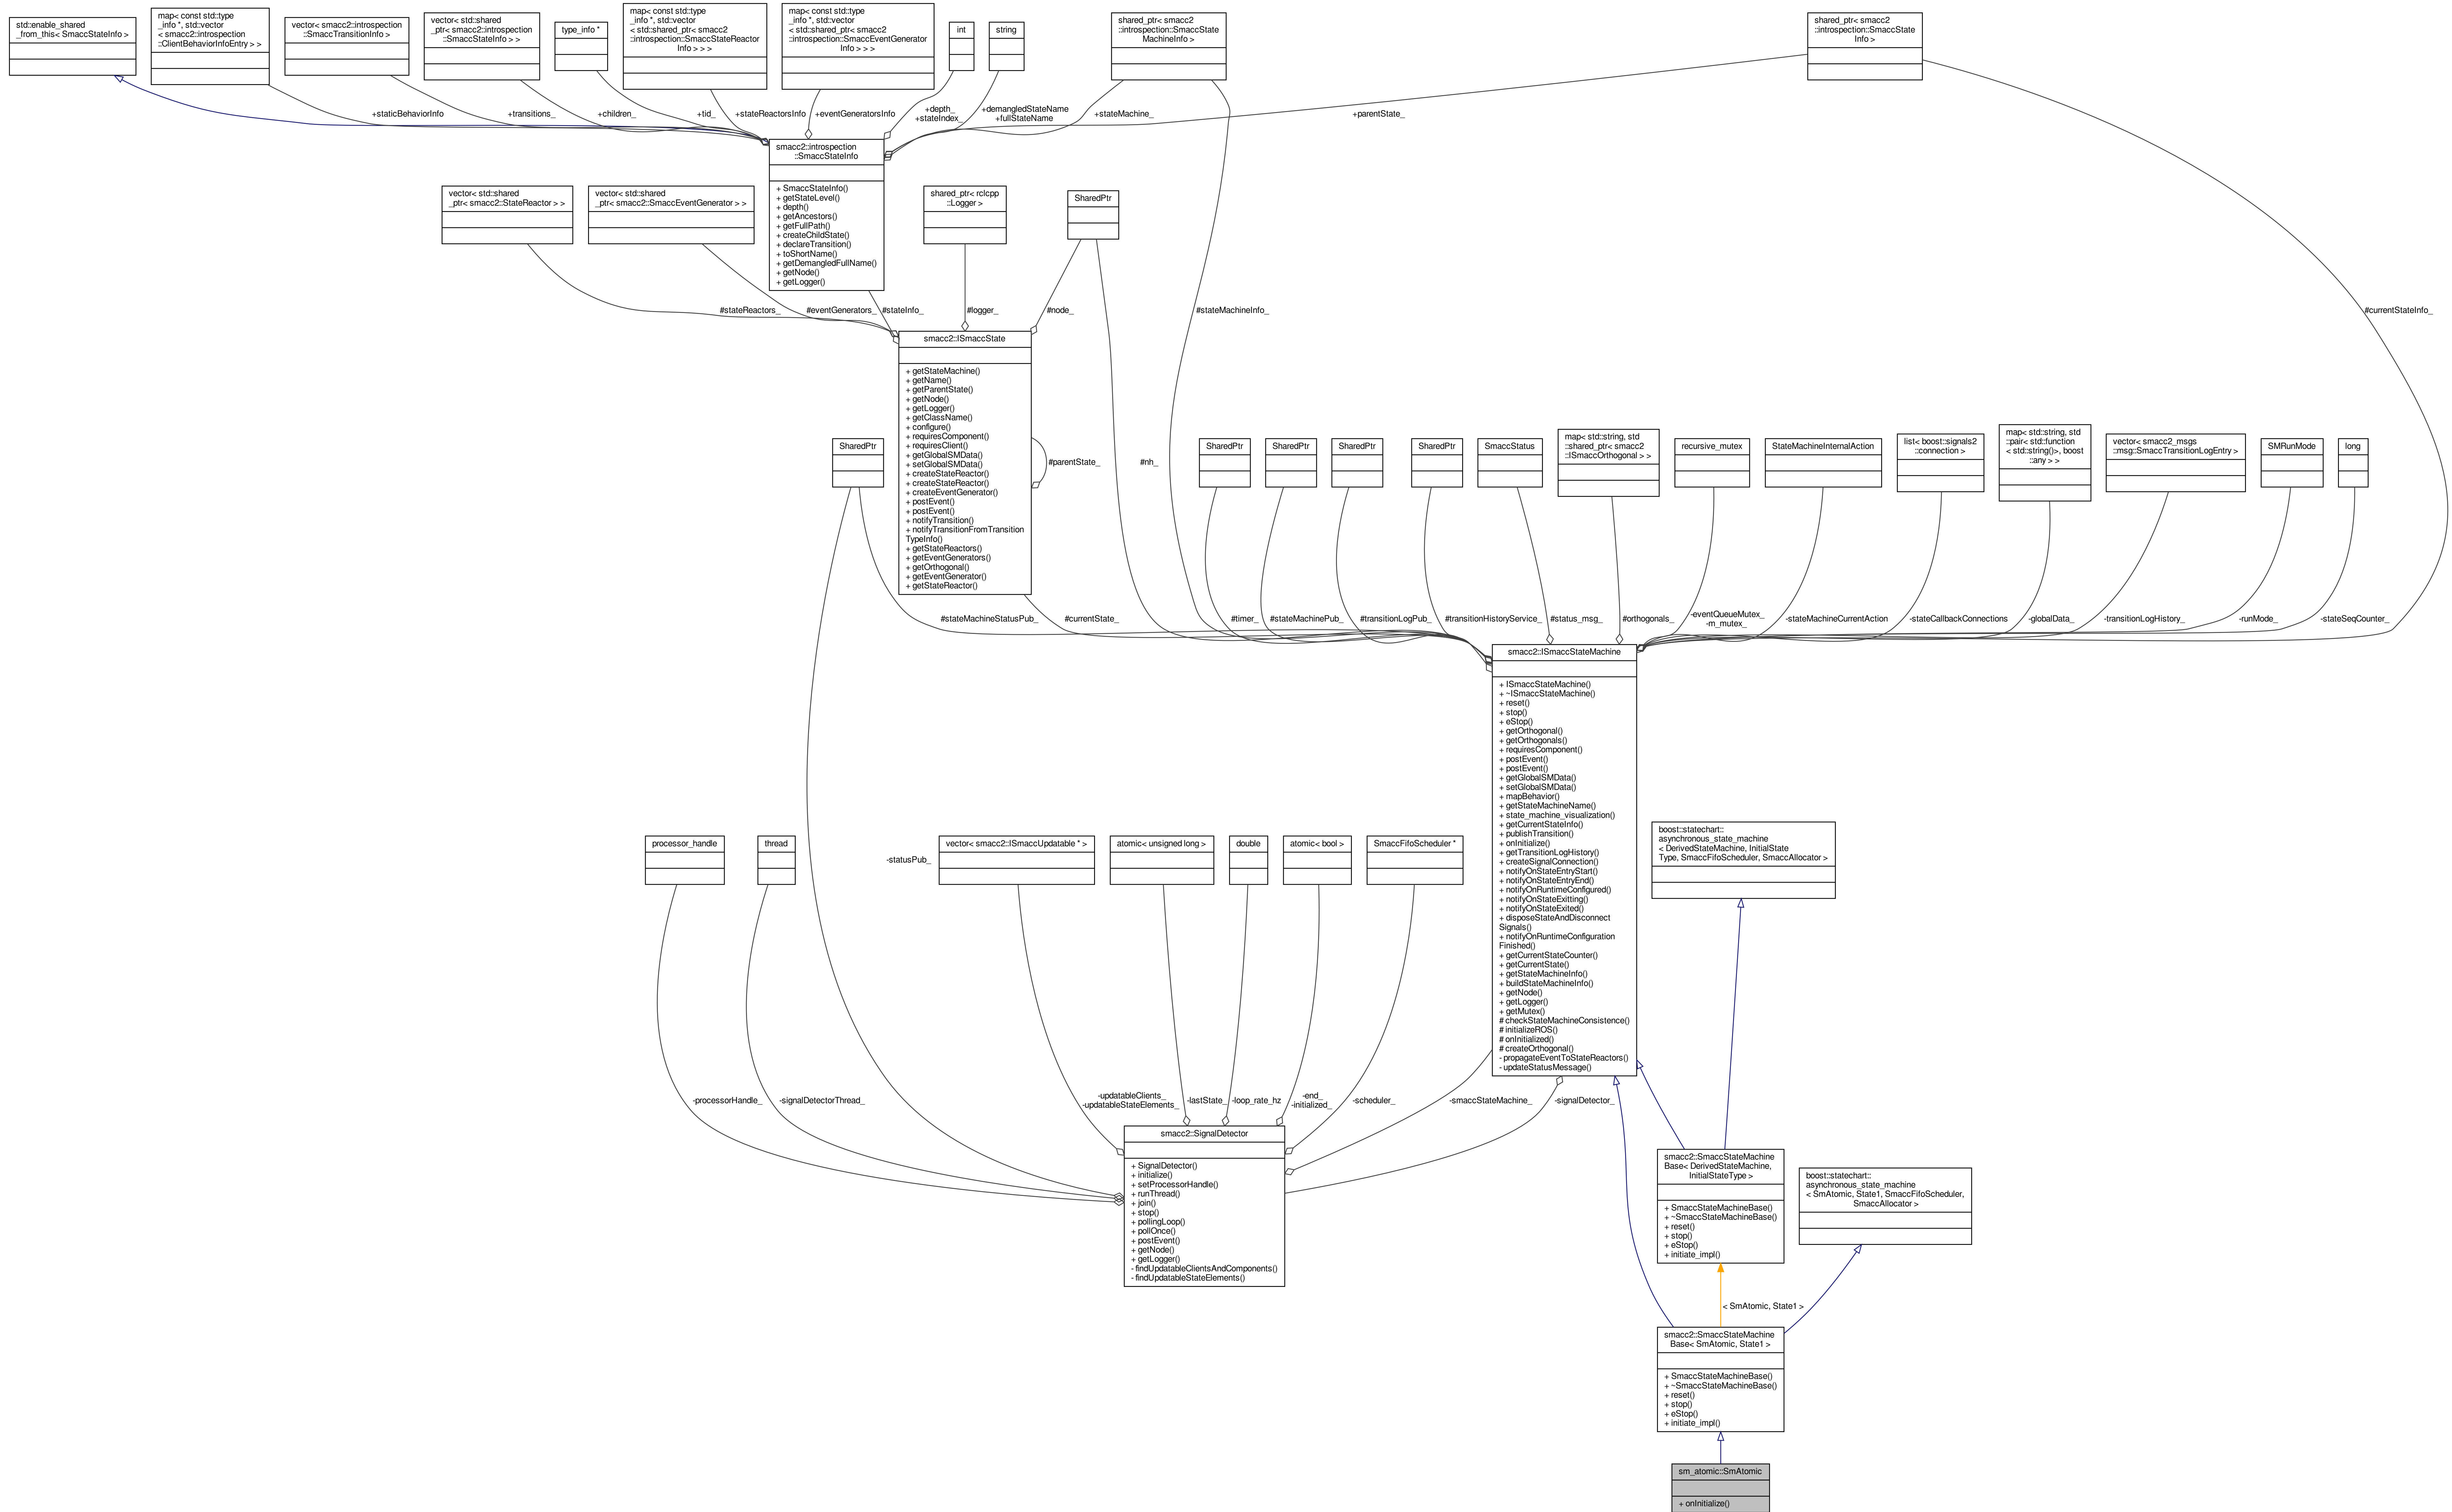 std::enable_shared
_from_this< SmaccStateInfo >
map< const std::type
_info *, std::vector
< smacc2::introspection
::ClientBehaviorInfoEntry > >
vector< smacc2::introspection
::SmaccTransitionInfo >
vector< std::shared
_ptr< smacc2::introspection
::SmaccStateInfo > >
type_info *
map< const std::type
_info *, std::vector
< std::shared_ptr< smacc2
::introspection::SmaccStateReactor
Info > > >
map< const std::type
_info *, std::vector
< std::shared_ptr< smacc2
::introspection::SmaccEventGenerator
Info > > >
int
string
shared_ptr< smacc2
::introspection::SmaccState
MachineInfo >
shared_ptr< smacc2
::introspection::SmaccState
Info >
+staticBehaviorInfo
+transitions_
+children_
+tid_
+stateReactorsInfo
+eventGeneratorsInfo
+depth_
+stateIndex_
+demangledStateName
+fullStateName
+stateMachine_
+parentState_
smacc2::introspection
::SmaccStateInfo
+ SmaccStateInfo()
+ getStateLevel()
+ depth()
+ getAncestors()
+ getFullPath()
+ createChildState()
+ declareTransition()
+ toShortName()
+ getDemangledFullName()
+ getNode()
+ getLogger()
vector< std::shared
_ptr< smacc2::StateReactor > >
vector< std::shared
_ptr< smacc2::SmaccEventGenerator > >
shared_ptr< rclcpp
::Logger >
SharedPtr
#stateReactors_
#eventGenerators_
#stateInfo_
#logger_
#node_
#stateMachineInfo_
#currentStateInfo_
smacc2::ISmaccState
+ getStateMachine()
+ getName()
+ getParentState()
+ getNode()
+ getLogger()
+ getClassName()
+ configure()
+ requiresComponent()
+ requiresClient()
+ getGlobalSMData()
+ setGlobalSMData()
+ createStateReactor()
+ createStateReactor()
+ createEventGenerator()
+ postEvent()
+ postEvent()
+ notifyTransition()
+ notifyTransitionFromTransition
TypeInfo()
+ getStateReactors()
+ getEventGenerators()
+ getOrthogonal()
+ getEventGenerator()
+ getStateReactor()
#parentState_
#nh_
SharedPtr
SharedPtr
SharedPtr
SharedPtr
SharedPtr
SmaccStatus
map< std::string, std
::shared_ptr< smacc2
::ISmaccOrthogonal > >
recursive_mutex
StateMachineInternalAction
list< boost::signals2
::connection >
map< std::string, std
::pair< std::function
< std::string()>, boost
::any > >
vector< smacc2_msgs
::msg::SmaccTransitionLogEntry >
SMRunMode
long
#stateMachineStatusPub_
#currentState_
#timer_
#stateMachinePub_
#transitionLogPub_
#transitionHistoryService_
#status_msg_
#orthogonals_
-eventQueueMutex_
-m_mutex_
-stateMachineCurrentAction
-stateCallbackConnections
-globalData_
-transitionLogHistory_
-runMode_
-stateSeqCounter_
smacc2::ISmaccStateMachine
+ ISmaccStateMachine()
+ ~ISmaccStateMachine()
+ reset()
+ stop()
+ eStop()
+ getOrthogonal()
+ getOrthogonals()
+ requiresComponent()
+ postEvent()
+ postEvent()
+ getGlobalSMData()
+ setGlobalSMData()
+ mapBehavior()
+ getStateMachineName()
+ state_machine_visualization()
+ getCurrentStateInfo()
+ publishTransition()
+ onInitialize()
+ getTransitionLogHistory()
+ createSignalConnection()
+ notifyOnStateEntryStart()
+ notifyOnStateEntryEnd()
+ notifyOnRuntimeConfigured()
+ notifyOnStateExitting()
+ notifyOnStateExited()
+ disposeStateAndDisconnect
Signals()
+ notifyOnRuntimeConfiguration
Finished()
+ getCurrentStateCounter()
+ getCurrentState()
+ getStateMachineInfo()
+ buildStateMachineInfo()
+ getNode()
+ getLogger()
+ getMutex()
# checkStateMachineConsistence()
# initializeROS()
# onInitialized()
# createOrthogonal()
- propagateEventToStateReactors()
- updateStatusMessage()
processor_handle
thread
-statusPub_
vector< smacc2::ISmaccUpdatable * >
atomic< unsigned long >
double
atomic< bool >
SmaccFifoScheduler *
boost::statechart::
asynchronous_state_machine
< DerivedStateMachine, InitialState
Type, SmaccFifoScheduler, SmaccAllocator >
-processorHandle_
-signalDetectorThread_
-updatableClients_
-updatableStateElements_
-lastState_
-loop_rate_hz
-end_
-initialized_
-scheduler_
-smaccStateMachine_
-signalDetector_
smacc2::SignalDetector
+ SignalDetector()
+ initialize()
+ setProcessorHandle()
+ runThread()
+ join()
+ stop()
+ pollingLoop()
+ pollOnce()
+ postEvent()
+ getNode()
+ getLogger()
- findUpdatableClientsAndComponents()
- findUpdatableStateElements()
smacc2::SmaccStateMachine
Base< DerivedStateMachine,
InitialStateType >
+ SmaccStateMachineBase()
+ ~SmaccStateMachineBase()
+ reset()
+ stop()
+ eStop()
+ initiate_impl()
boost::statechart::
asynchronous_state_machine
< SmAtomic, State1, SmaccFifoScheduler,
SmaccAllocator >
< SmAtomic, State1 >
smacc2::SmaccStateMachine
Base< SmAtomic, State1 >
+ SmaccStateMachineBase()
+ ~SmaccStateMachineBase()
+ reset()
+ stop()
+ eStop()
+ initiate_impl()
sm_atomic::SmAtomic
+ onInitialize()